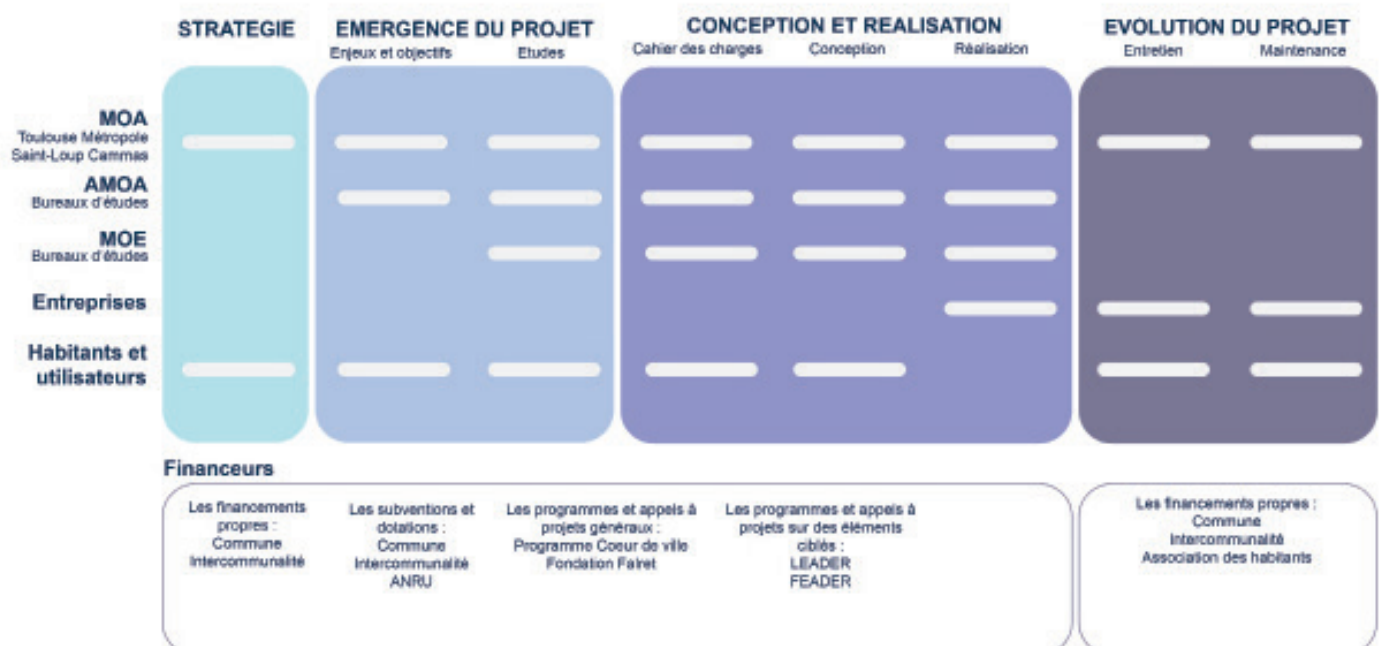 STRATEGIE
EMERGENCE DU PROJET
CONCEPTION ET REALISATION
EVOLUTION DU PROJET
Enjeux et objectifs
Etudes
Cahier des charges
Conception
Réalisation
Entretien
Maintenance
MOA
Toulouse Métropole
Saint-Loup Cammas
AMOA
Bureaux d'études
MOE
Bureaux d'études
Entreprises
Habitants et
utilisateurs
Financeurs
Les financements
propres :
Commune
Intercommunalité
Les subventions et
dotations :
Commune
Intercommunalité
ANRU
Les programmes et appels à
projets généraux :
Programme Coeur de ville
Fondation Falret
Les programmes et appels à
projets sur des éléments
ciblés :
LEADER
FEADER
Les financements propres :
Commune
Intercommunalité
Association des habitants